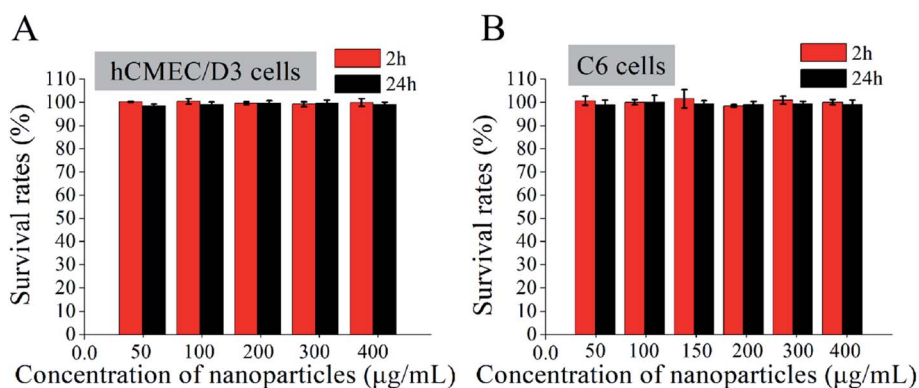 A
hCMEC/D3 cells
2h
24h
Survival rates (%)
110
100
90
80
70
60
50
40
30
20
10
0
0.0 50 100 200 300 400
Concentration of nanoparticles (μg/mL)
B
C6 cells
2h
24h
Survival rates (%)
110
100
90
80
70
60
50
40
30
20
10
0
0.0 50 100 150 200 300 400
Concentration of nanoparticles (μg/mL)